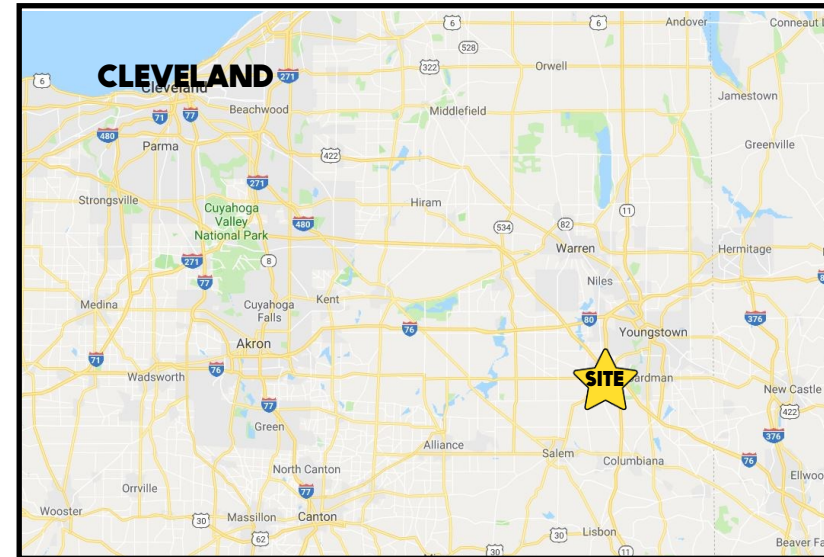 6
6
Andover
Conneaut L
528
322
Orwell
CLEVELAND
Cleveland
271
6
Jamestown
Beachwood
Middlefield
71
77
480
Parma
Greenville
422
271
Strongsville
Hiram
Cuyahoga
Valley
National Park
11
480
534
82
Warren
Hermitage
271
8
77
Niles
Medina
Cuyahoga
Falls
Kent
80
376
76
Youngstown
Akron
71
76
Wadsworth
SITE
ardman
New Castle
77
422
Green
376
Alliance
Salem
Columbiana
76
North Canton
Ellwoo
Orrville
77
Wooster
30
Massillon
Canton
62
30
Lisbon
30
11
Beaver Fa